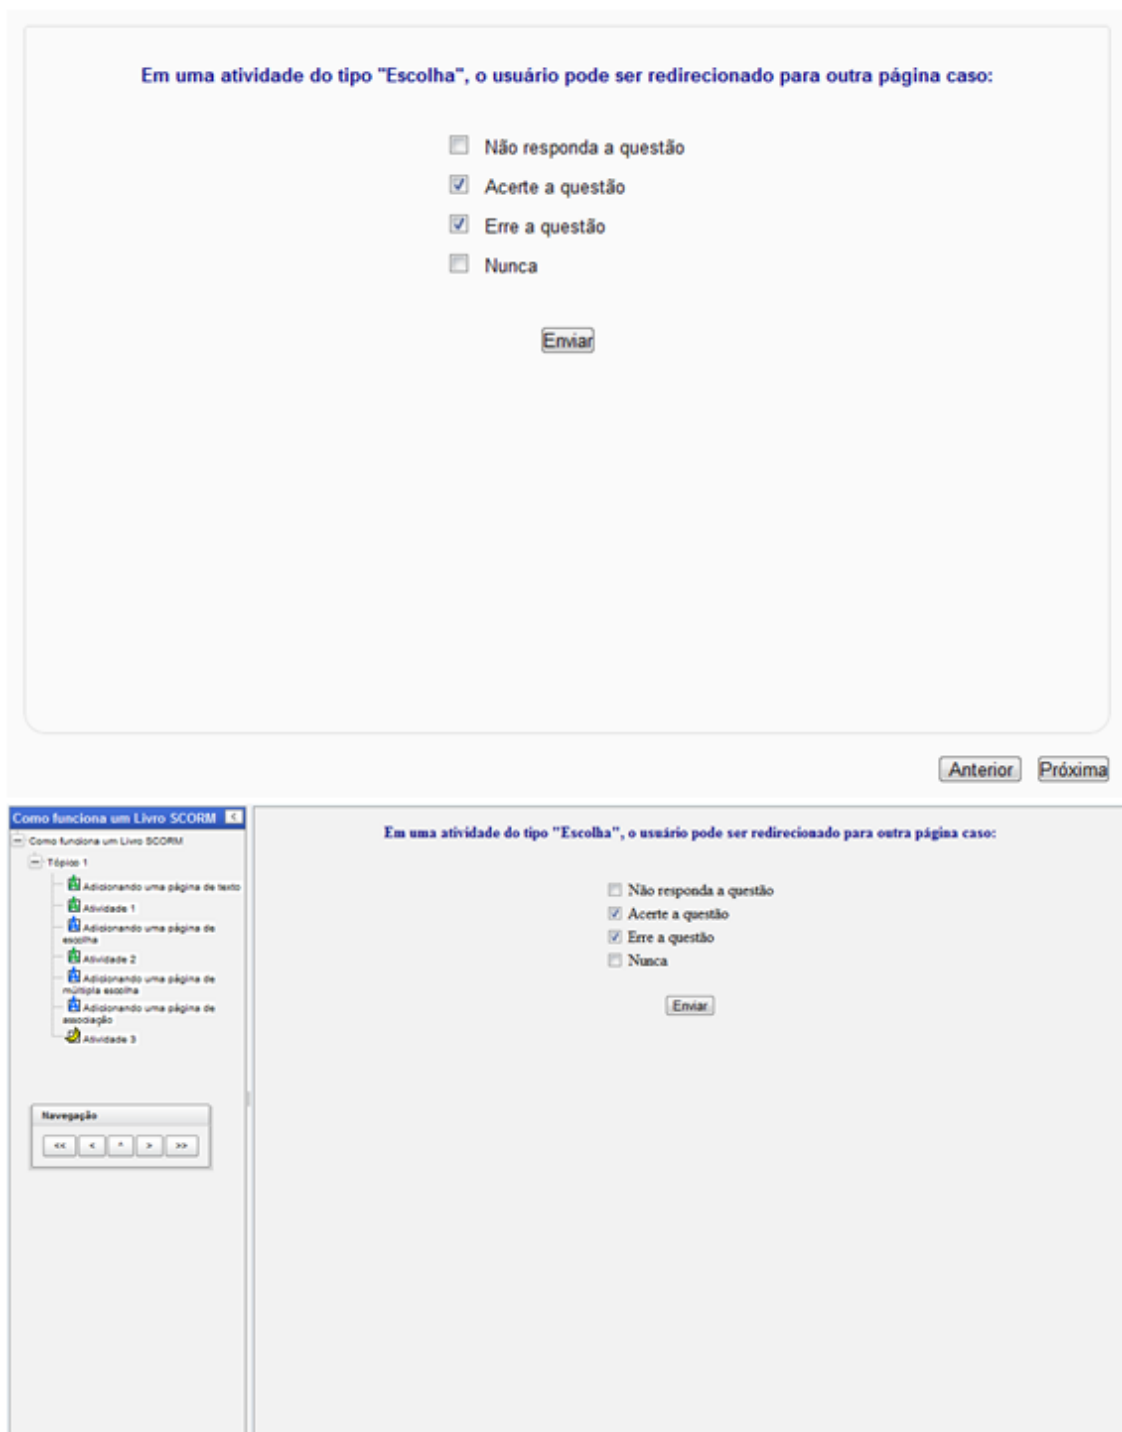 Em uma atividade do tipo "Escolha", o usuário pode ser redirecionado para outra página caso:
Não responda a questão
Acerte a questão
Erre a questão
Nunca
Enviar
Anterior Próxima
Como funciona um Livro SCORM <
Como funciona um Livro SCORM
Tópico 1
Adicionando uma página de texto
Atividade 1
Adicionando uma página de
escolha
Atividade 2
Adicionando uma página de
múltipla escolha
Adicionando uma página de
associação
Atividade 3
Navegação
<< < ^ > >>
Em uma atividade do tipo "Escolha", o usuário pode ser redirecionado para outra página caso:
Não responda a questão
Acerte a questão
Erre a questão
Nunca
Enviar